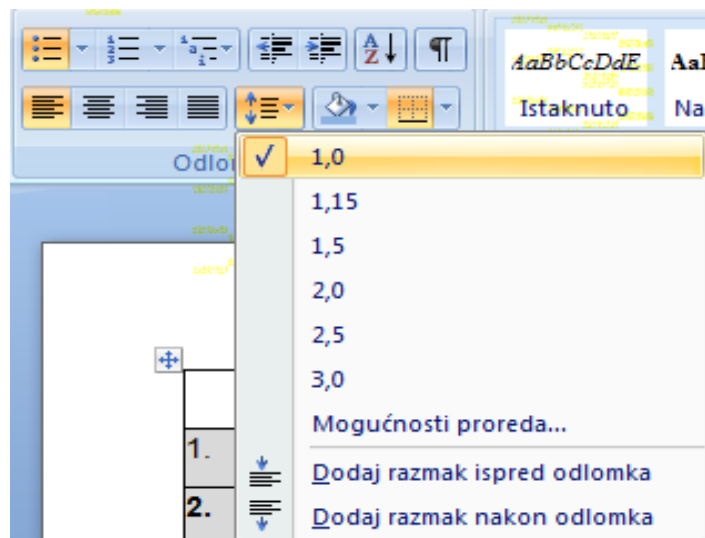 AaBbCcDdE Aal
Istaknuto Na
Odlo
1,0
1,15
1,5
2,0
2,5
3,0
Mogućnosti proreda...
1.
Dodaj razmak ispred odlomka
2.
Dodaj razmak nakon odlomka